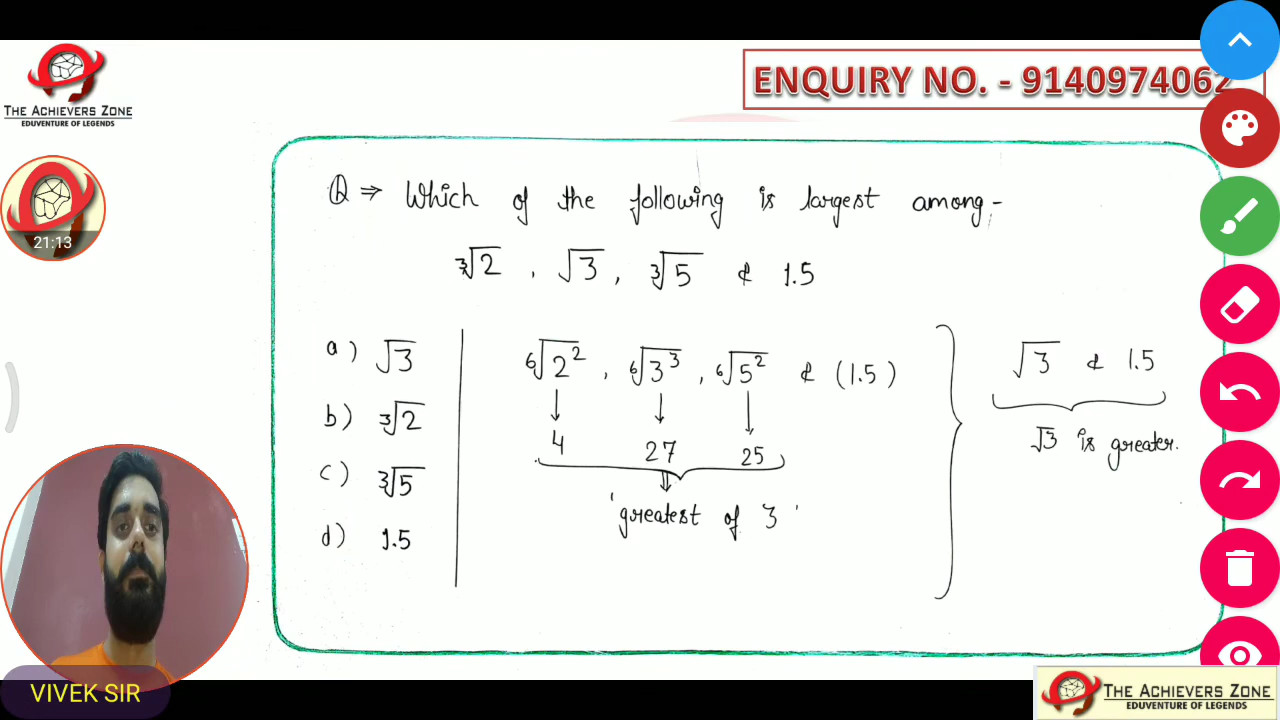 THE ACHIEVERS ZONE
EDUVENTURE OF LEGENDS
ENQUIRY NO. - 9140974062
21:13
Q ⇒ Which of the following is largest among-
∛2 , √3 , ∛5 & 1.5
a) √3
b) ∛2
c) ∛5
d) 1.5
⁶√2² , ⁶√3³ , ⁶√5² & (1.5)
↓ ↓ ↓
4 27 25
⇓
'greatest of 3'
√3 & 1.5
√3 is greater.
VIVEK SIR
THE ACHIEVERS ZONE
EDUVENTURE OF LEGENDS